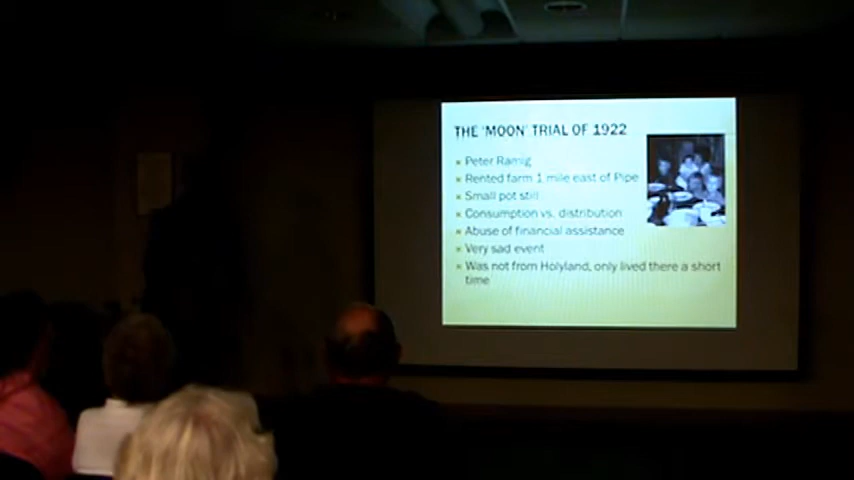 THE 'MOON' TRIAL OF 1922
Peter Ramig
Rented farm 1 mile east of Pipe
Small pot still
Consumption vs. distribution
Abuse of financial assistance
Very sad event
Was not from Holyland, only lived there a short
time